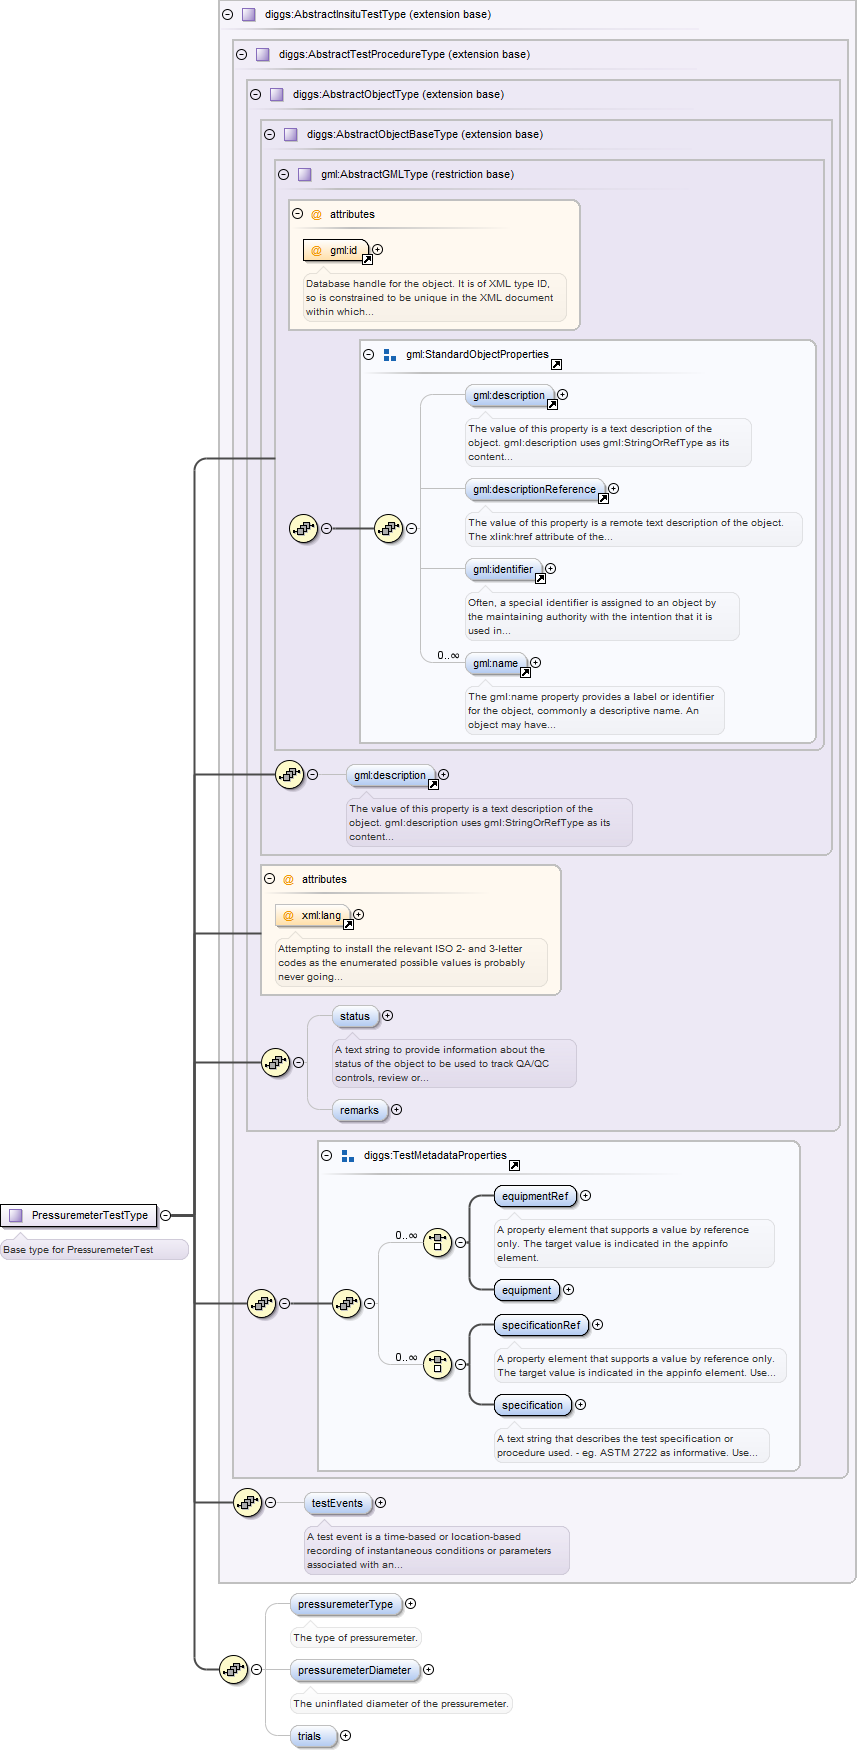 diggs:AbstractInsituTestType (extension base)
diggs:AbstractTestProcedureType (extension base)
diggs:AbstractObjectType (extension base)
diggs:AbstractObjectBaseType (extension base)
gml:AbstractGMLType (restriction base)
@ attributes
@ gml:id
Database handle for the object. It is of XML type ID,
so is constrained to be unique in the XML document
within which...
gml:StandardObjectProperties
gml:description
The value of this property is a text description of the
object. gml:description uses gml:StringOrRefType as its
content...
gml:descriptionReference
The value of this property is a remote text description of the object.
The xlink:href attribute of the...
gml:identifier
Often, a special identifier is assigned to an object by
the maintaining authority with the intention that it is
used in...
0..∞
gml:name
The gml:name property provides a label or identifier
for the object, commonly a descriptive name. An
object may have...
gml:description
The value of this property is a text description of the
object. gml:description uses gml:StringOrRefType as its
content...
@ attributes
@ xml:lang
Attempting to install the relevant ISO 2- and 3-letter
codes as the enumerated possible values is probably
never going...
status
A text string to provide information about the
status of the object to be used to track QA/QC
controls, review or...
remarks
diggs:TestMetadataProperties
equipmentRef
0..∞
A property element that supports a value by reference
only. The target value is indicated in the appinfo
element.
equipment
specificationRef
0..∞
A property element that supports a value by reference only.
The target value is indicated in the appinfo element. Use...
specification
A text string that describes the test specification or
procedure used. - eg. ASTM 2722 as informative. Use...
PressuremeterTestType
Base type for PressuremeterTest
testEvents
A test event is a time-based or location-based
recording of instantaneous conditions or parameters
associated with an...
pressuremeterType
The type of pressuremeter.
pressuremeterDiameter
The uninflated diameter of the pressuremeter.
trials